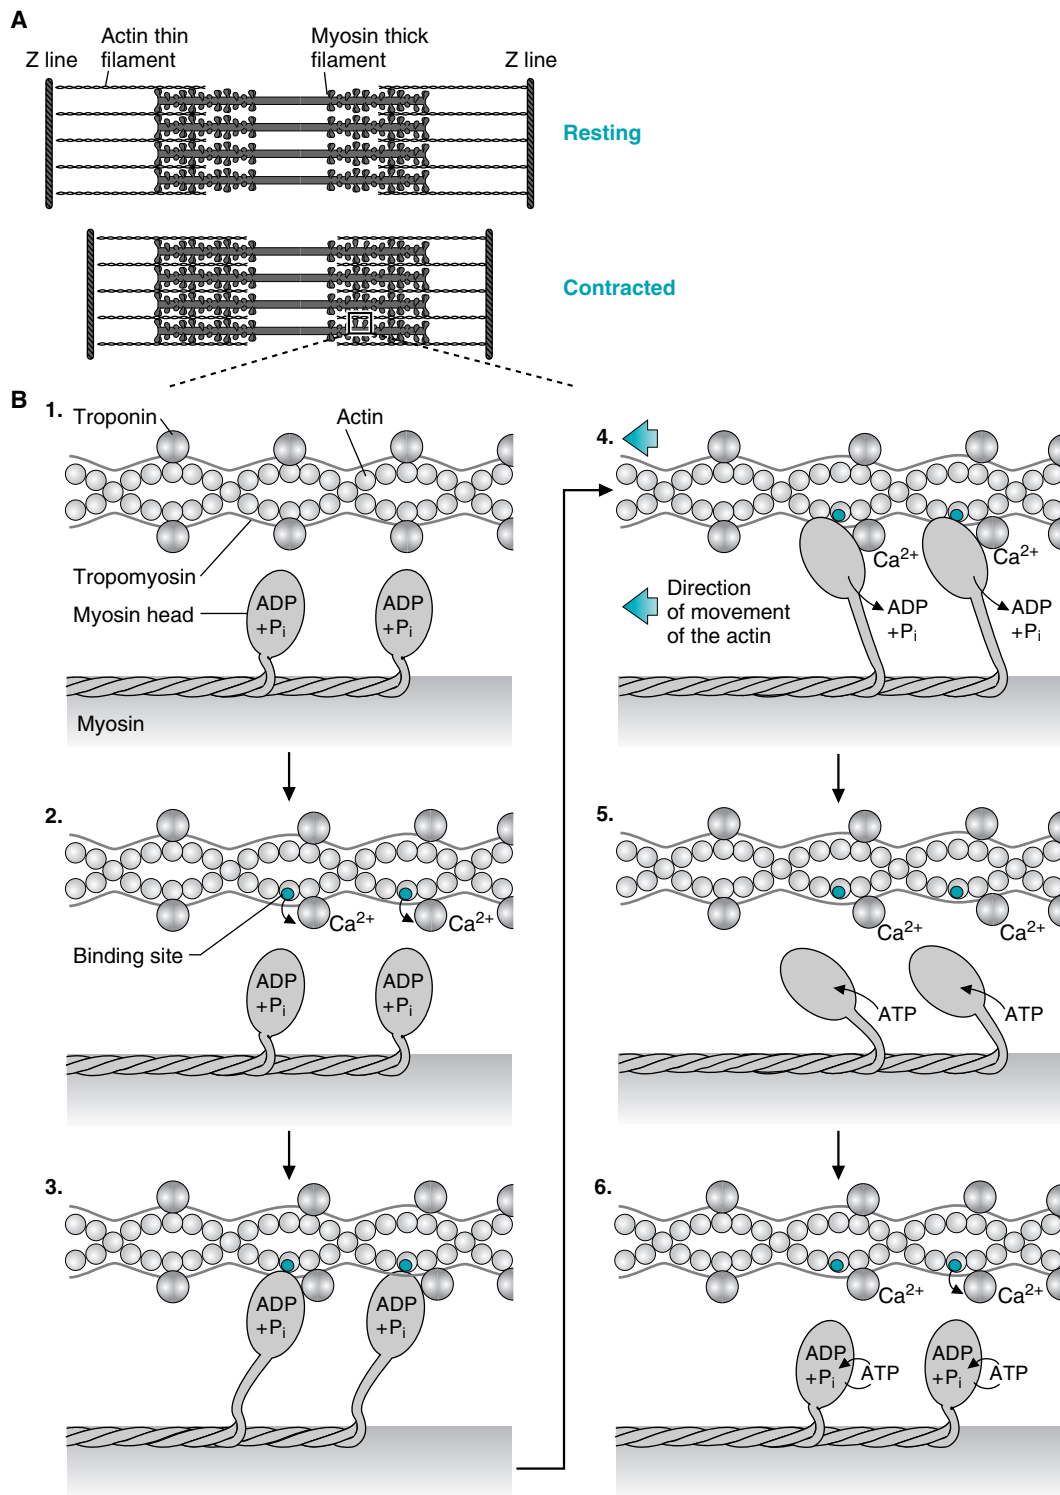 A
Actin thin
filament
Myosin thick
filament
Z line
Z line
Resting
Contracted
B
1.
Troponin
Actin
Tropomyosin
Myosin head
ADP
+Pi
ADP
+Pi
Myosin
2.
Ca2+
Ca2+
Binding site
ADP
+Pi
ADP
+Pi
3.
ADP
+Pi
ADP
+Pi
4.
Ca2+
Ca2+
Direction
of movement
of the actin
ADP
+Pi
ADP
+Pi
5.
Ca2+
Ca2+
ATP
ATP
6.
Ca2+
Ca2+
ADP
+Pi
ATP
ADP
+Pi
ATP